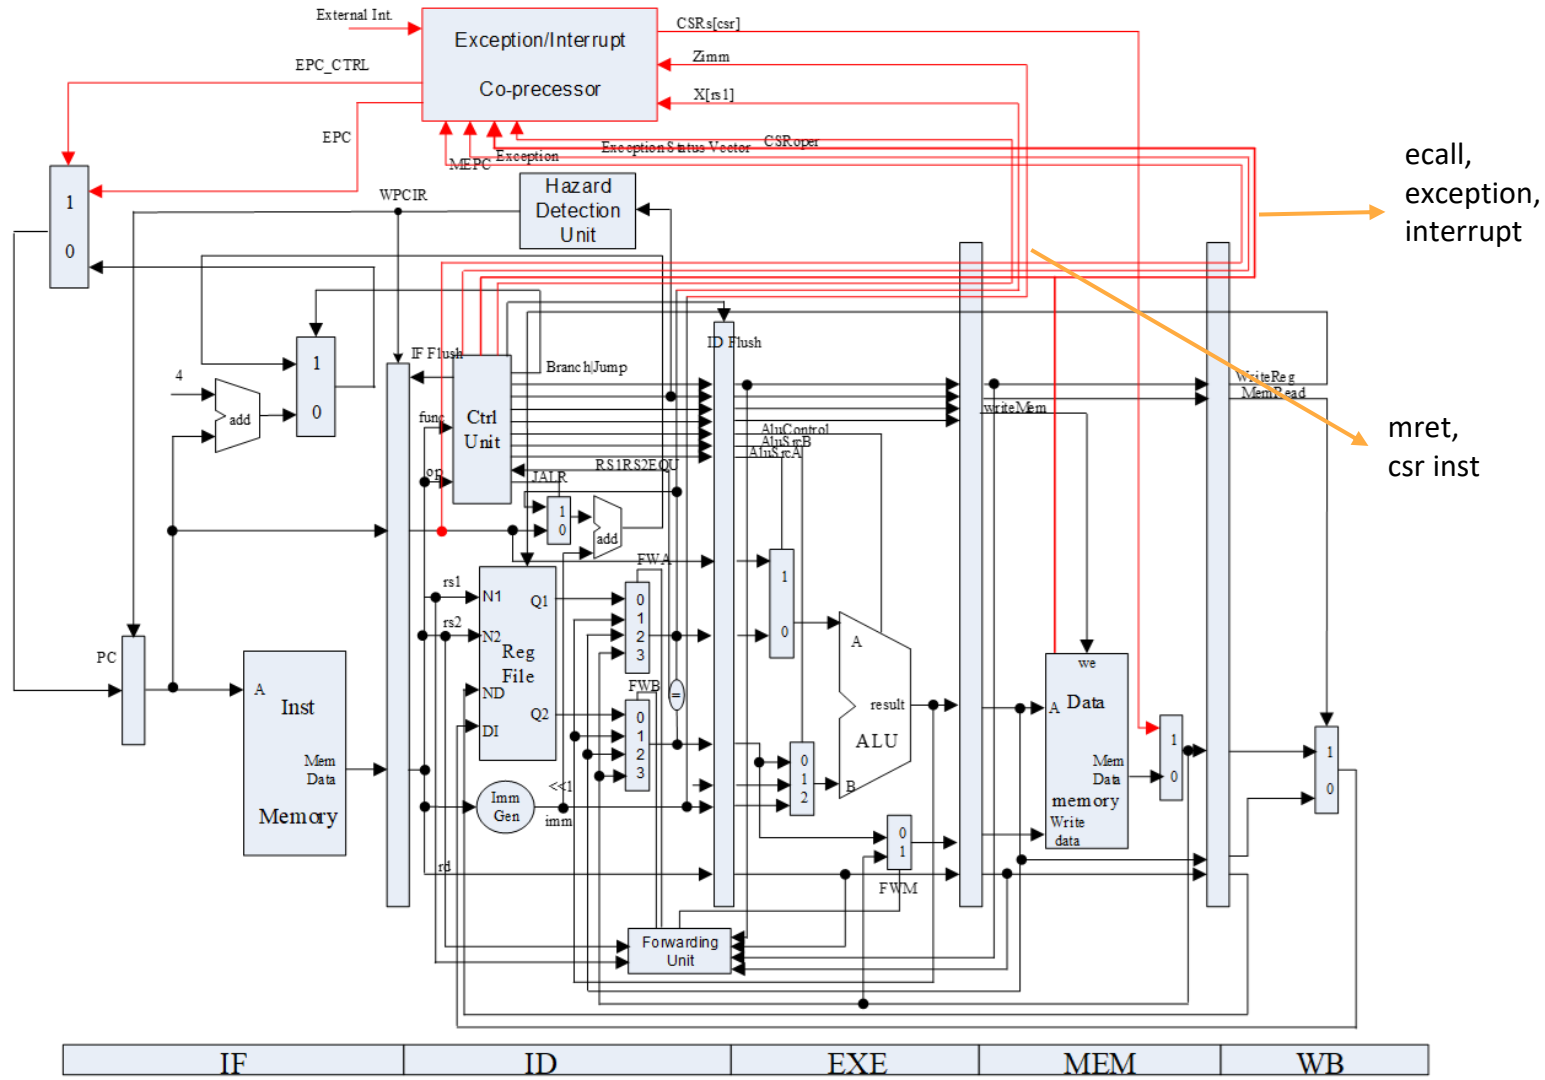 External Int.
CSRs[csr]
Exception/Interrupt
Co-precessor
EPC_CTRL
Zimm
X[rs1]
EPC
CSRoper
Exception Status Vector
Exception
MEPC
ecall,
exception,
interrupt
1
0
WPCIR
Hazard
Detection
Unit
IF Flush
ID Flush
Branch|Jump
WriteReg
MemRead
4
add
1
0
func
Ctrl
Unit
writeMem
AluControl
AluSrcB
AluSrcA
mret,
csr inst
op
RS1RS2EQU
JALR
1
0
add
FWA
rs1
N1
Q1
0
1
2
3
1
0
rs2
N2
Reg
File
PC
A
Inst
Mem
Data
Memory
ND
DI
Q2
FWB
=
0
1
2
3
A
result
ALU
B
0
1
2
we
A
Data
Mem
Data
memory
Write
data
1
0
1
0
Imm
Gen
<<1
imm
0
1
FWM
rd
Forwarding
Unit
IF
ID
EXE
MEM
WB